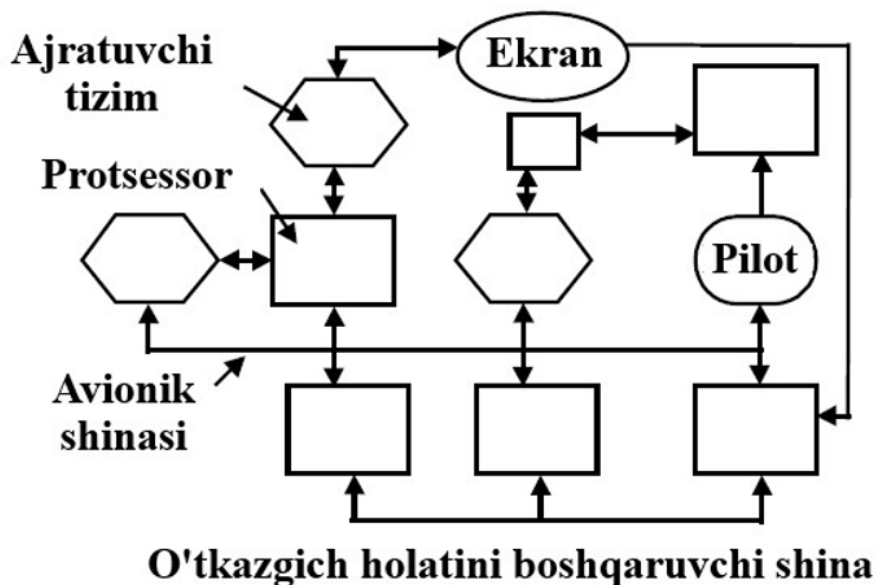 Ajratuvchi
tizim
Ekran
Protsessor
Pilot
Avionik
shinasi
O'tkazgich holatini boshqaruvchi shina